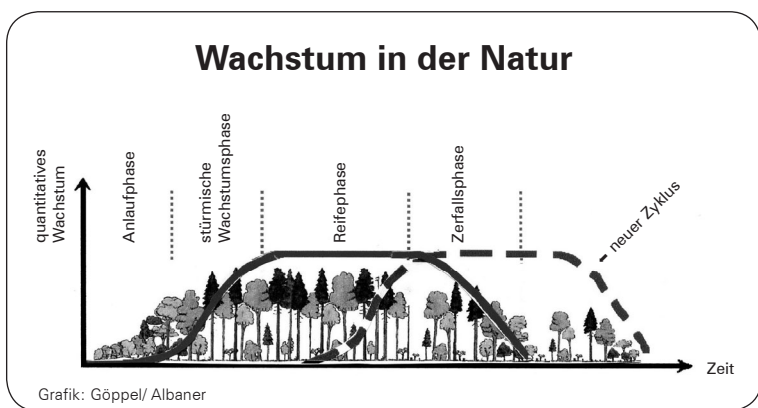 Wachstum in der Natur
quantitatives
Wachstum
Anlaufphase
stürmische
Wachstumsphase
Reifephase
Zerfallsphase
neuer Zyklus
Zeit
Grafik: Göppel/ Albaner